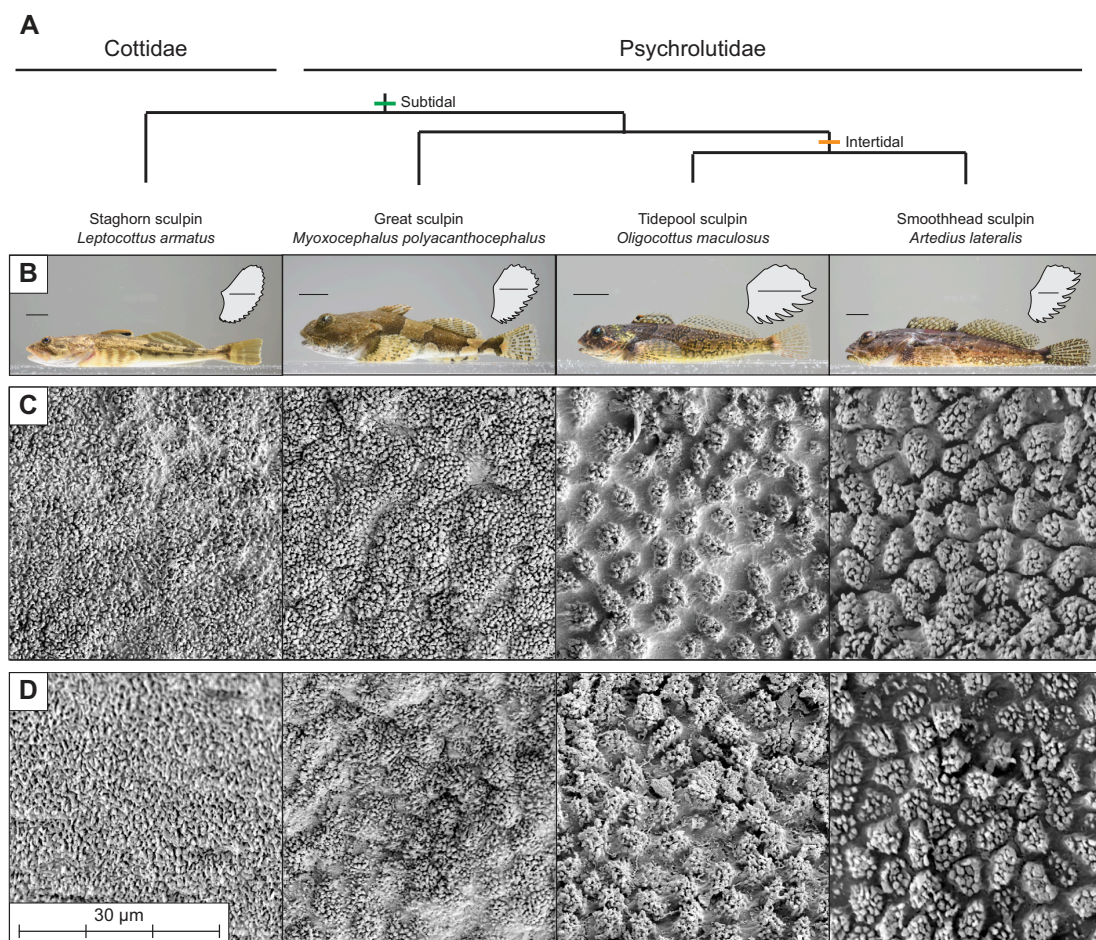 A
Cottidae
Psychrolutidae
Subtidal
Intertidal
Staghorn sculpin
Leptocottus armatus
Great sculpin
Myoxocephalus polyacanthocephalus
Tidepool sculpin
Oligocottus maculosus
Smoothhead sculpin
Artedius lateralis
B
C
D
30 µm